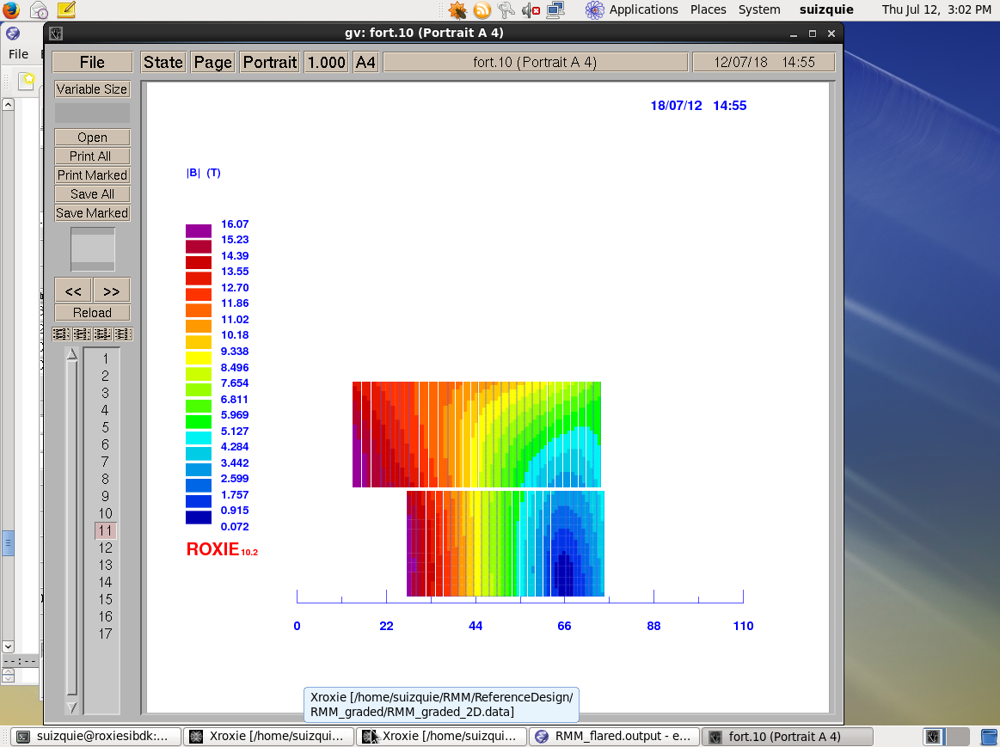 Applications Places System suizquie Thu Jul 12, 3:02 PM
gv: fort.10 (Portrait A 4)
File
File State Page Portrait 1.000 A4 fort.10 (Portrait A 4) 12/07/18 14:55
Variable Size
Open
Print All
Print Marked
Save All
Save Marked
<< >>
Reload
1
2
3
4
5
6
7
8
9
10
11
12
13
14
15
16
17
18/07/12 14:55
|B| (T)
16.07
15.23
14.39
13.55
12.70
11.86
11.02
10.18
9.338
8.496
7.654
6.811
5.969
5.127
4.284
3.442
2.599
1.757
0.915
0.072
ROXIE 10.2
0 22 44 66 88 110
Xroxie [/home/suizquie/RMM/ReferenceDesign/
RMM_graded/RMM_graded_2D.data]
suizquie@roxiesibdk:... Xroxie [/home/suizqui... Xroxie [/home/suizqui... RMM_flared.output - e... fort.10 (Portrait A 4)